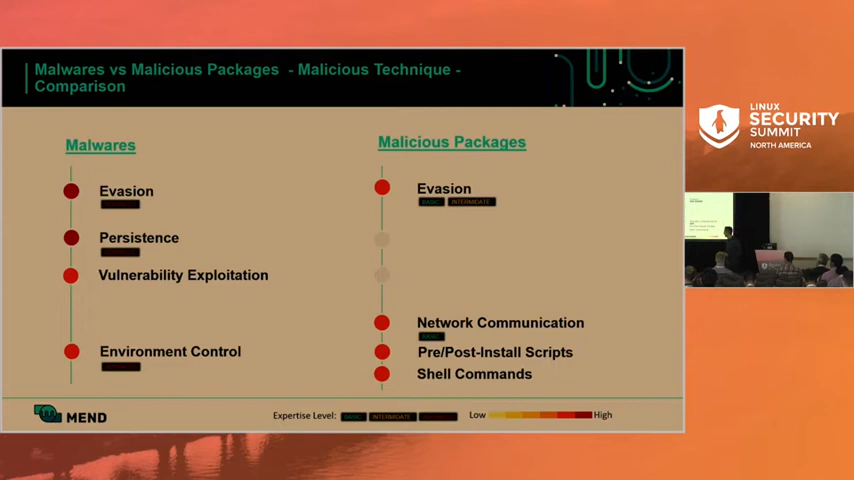 Malwares vs Malicious Packages - Malicious Technique -
Comparison
LINUX
SECURITY
SUMMIT
NORTH AMERICA
Malwares
Malicious Packages
Evasion
Evasion
BASIC
INTERMIDATE
Persistence
Vulnerability Exploitation
Network Communication
BASIC
Environment Control
Pre/Post-Install Scripts
Shell Commands
MEND
Expertise Level:
BASIC
INTERMIDATE
Low
High